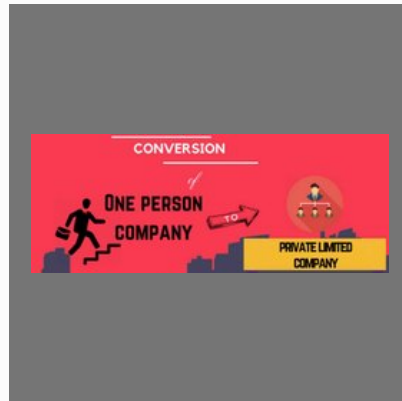 CONVERSION
of
ONE PERSON
COMPANY
TO
PRIVATE LIMITED
COMPANY